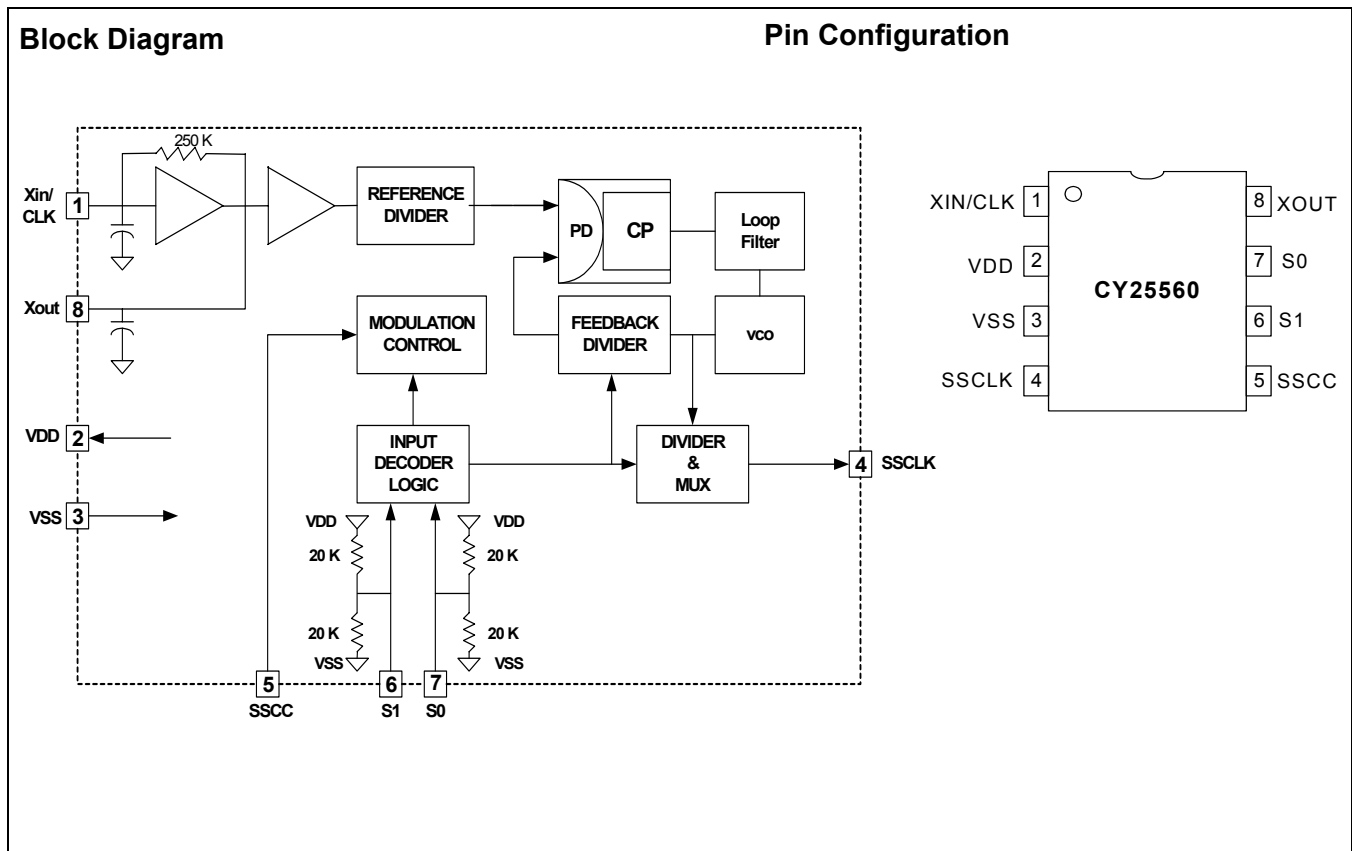 Block Diagram
Pin Configuration
250 K
Xin/
CLK
1
REFERENCE
DIVIDER
PD
CP
Loop
Filter
Xout
8
MODULATION
CONTROL
FEEDBACK
DIVIDER
vco
VDD
2
INPUT
DECODER
LOGIC
DIVIDER
&
MUX
4
SSCLK
VSS
3
VDD
VDD
20 K
20 K
20 K
20 K
VSS
VSS
5
6
7
SSCC
S1
S0
XIN/CLK
1
8
XOUT
VDD
2
7
S0
CY25560
VSS
3
6
S1
SSCLK
4
5
SSCC